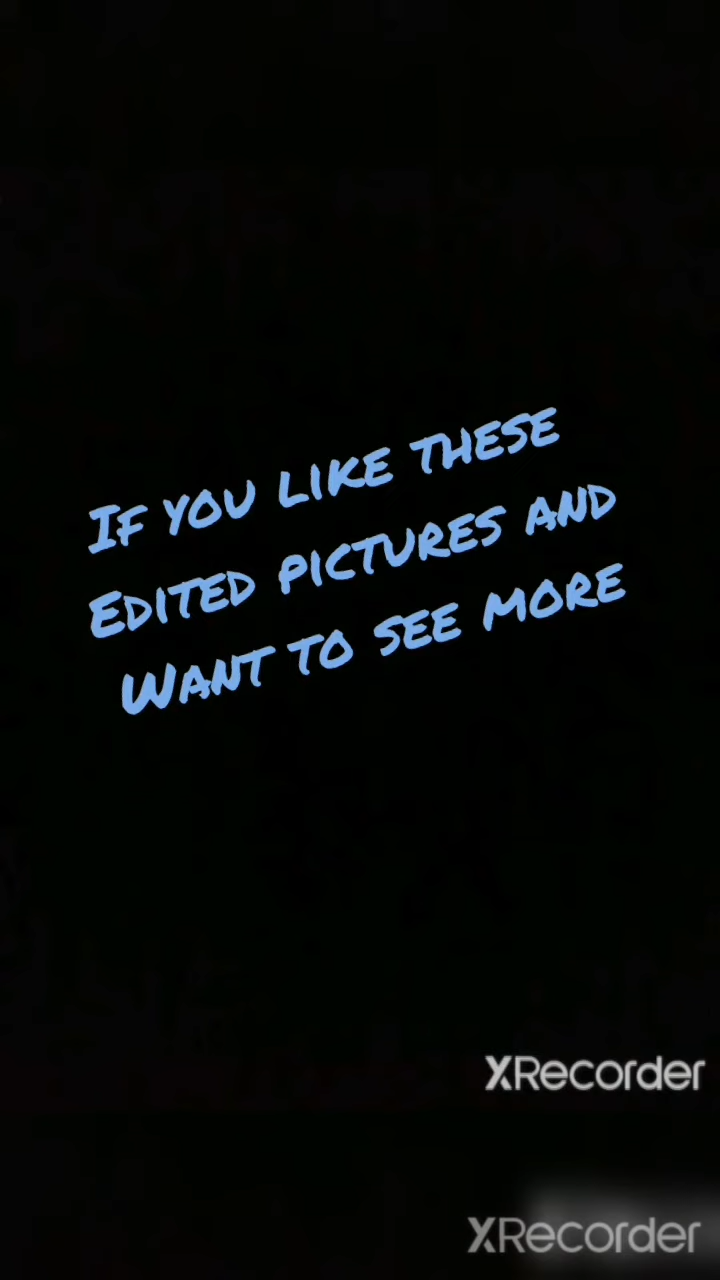 If you like these
Edited pictures and
Want to see more
XRecorder
XRecorder